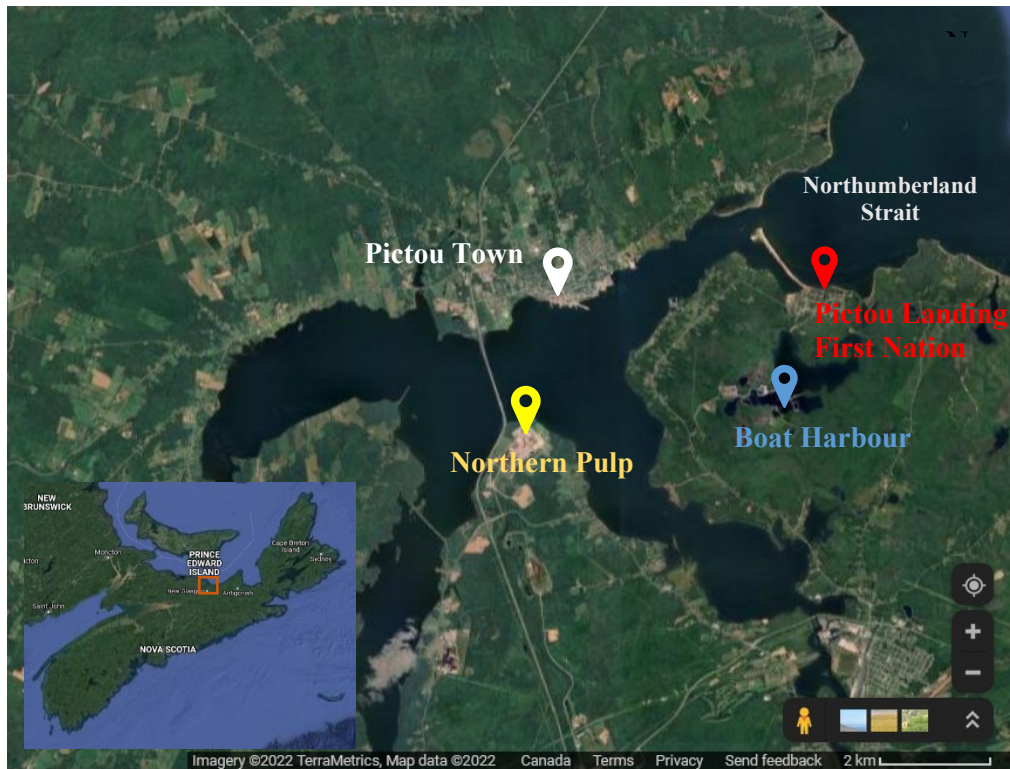 Northumberland
Strait
Pictou Town
Pictou Landing
First Nation
Boat Harbour
Northern Pulp
NEW
BRUNSWICK
Moncton
PRINCE
EDWARD
ISLAND
Cape Breton
Island
Sydney
New Glasgow
Antigonish
Saint John
NOVA SCOTIA
Imagery ©2022 TerraMetrics, Map data ©2022 Canada Terms Privacy Send feedback 2 km